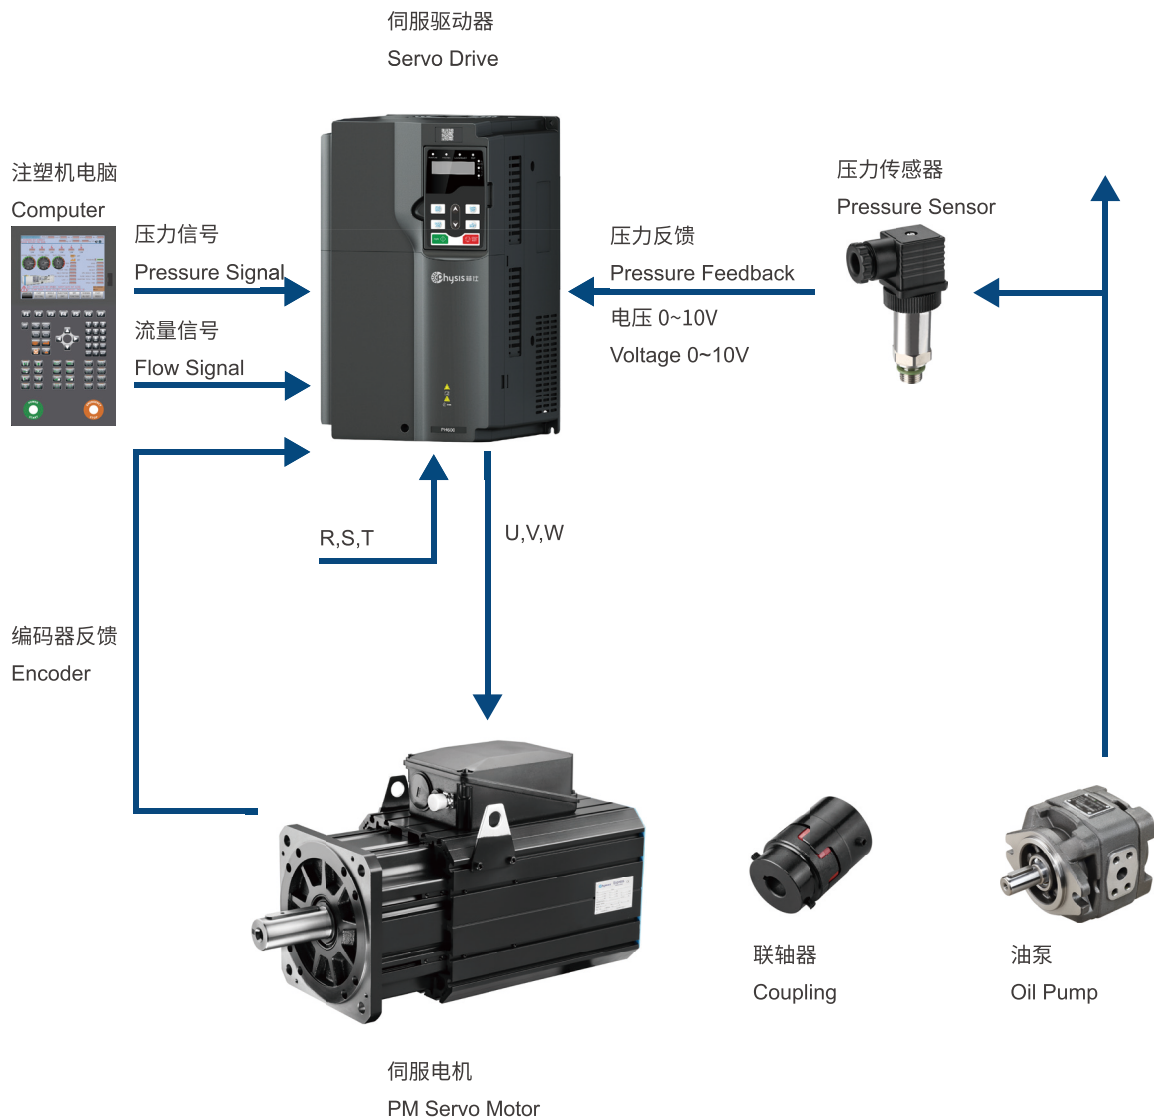 伺服驱动器
Servo Drive
注塑机电脑
Computer
压力信号
Pressure Signal
流量信号
Flow Signal
压力反馈
Pressure Feedback
电压 0~10V
Voltage 0~10V
压力传感器
Pressure Sensor
R,S,T
U,V,W
编码器反馈
Encoder
联轴器
Coupling
油泵
Oil Pump
伺服电机
PM Servo Motor